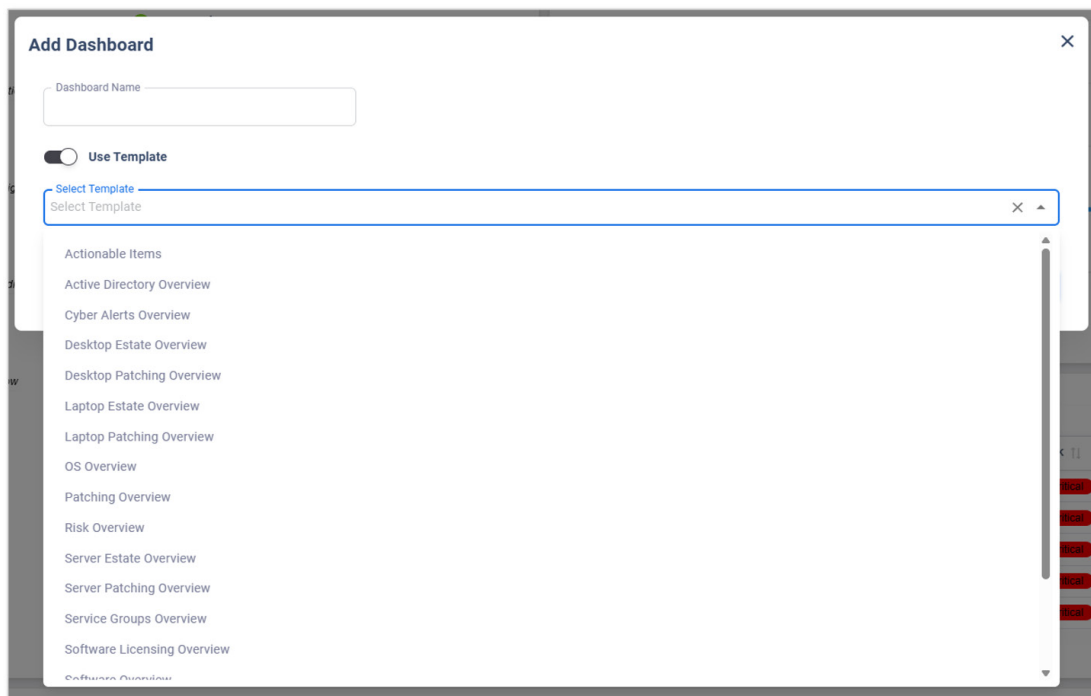 Add Dashboard
Dashboard Name
Use Template
Select Template
Select Template
Actionable Items
Active Directory Overview
Cyber Alerts Overview
Desktop Estate Overview
Desktop Patching Overview
Laptop Estate Overview
Laptop Patching Overview
OS Overview
Patching Overview
Risk Overview
Server Estate Overview
Server Patching Overview
Service Groups Overview
Software Licensing Overview
Software Overview